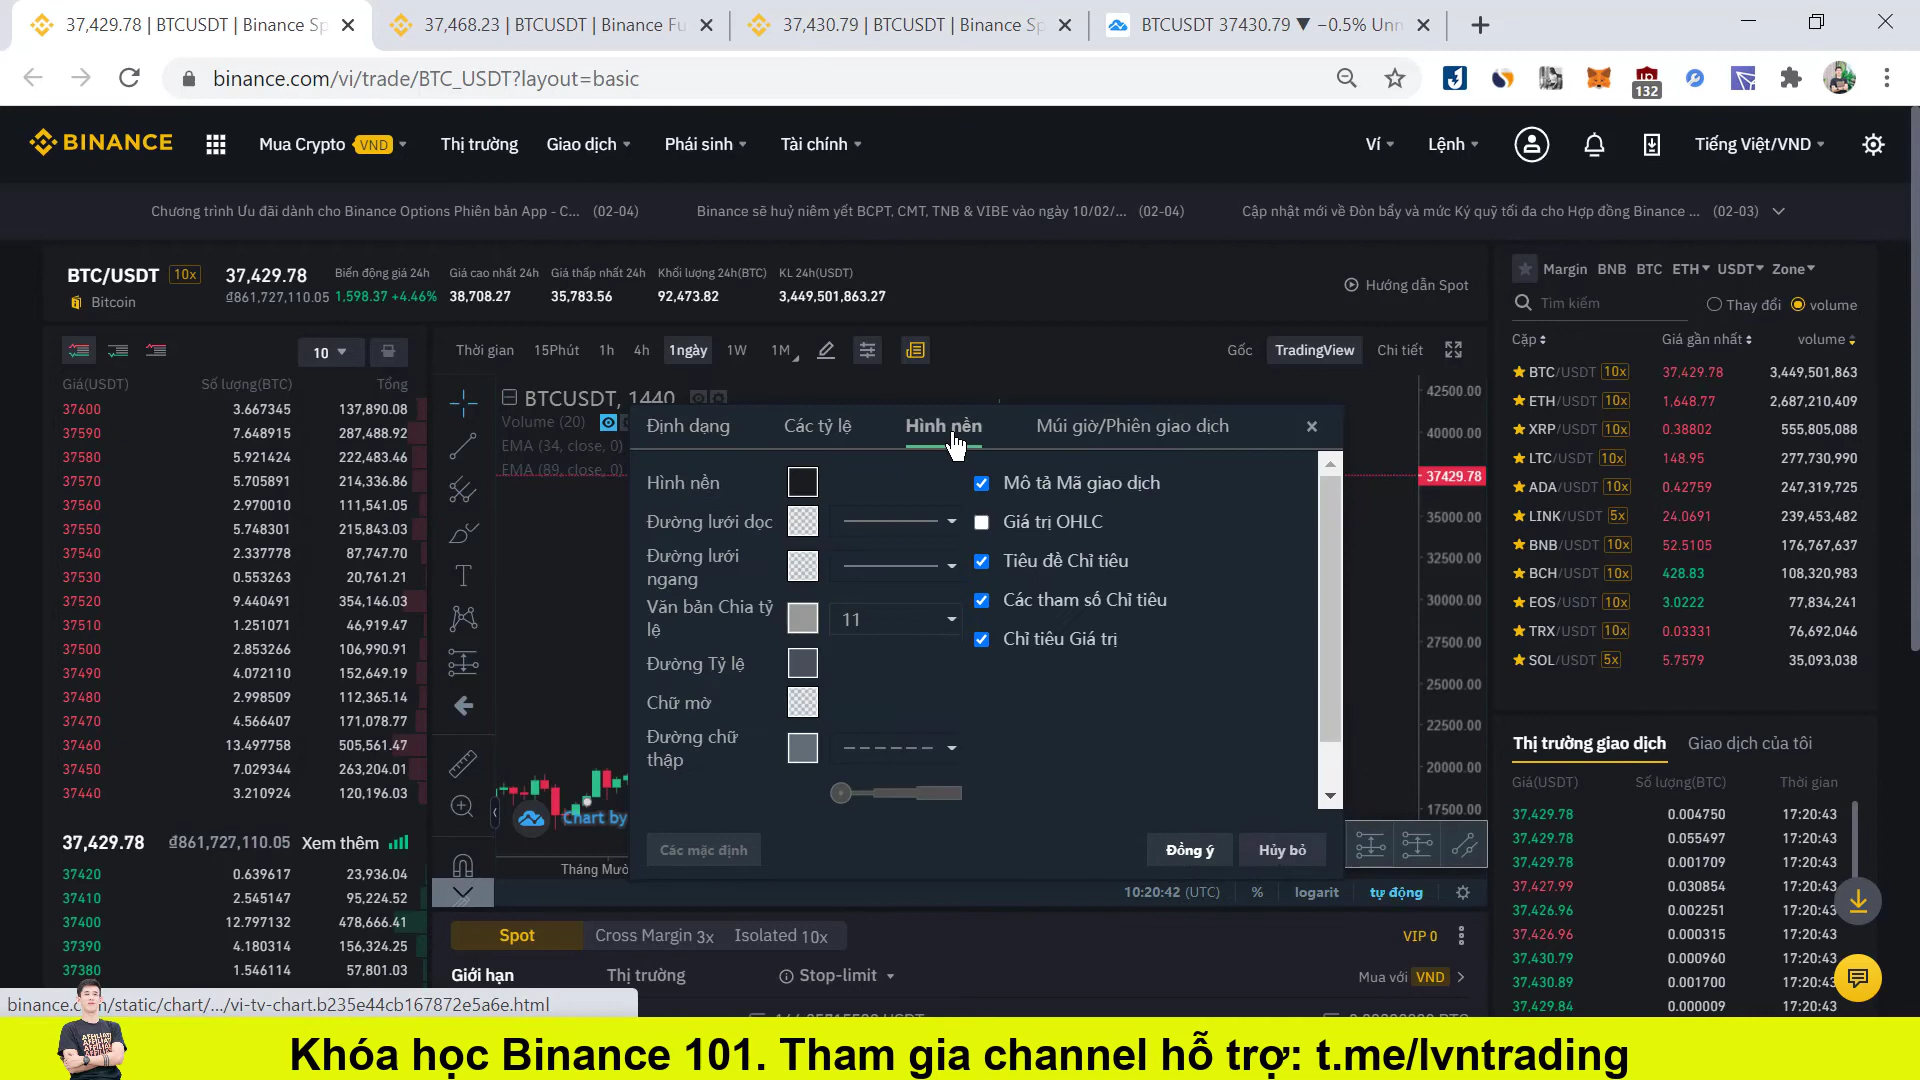 37,429.78 | BTCUSDT | Binance Sp
37,468.23 | BTCUSDT | Binance Fu
37,430.79 | BTCUSDT | Binance Sp
BTCUSDT 37430.79 ▼ −0.5% Unn
binance.com/vi/trade/BTC_USDT?layout=basic
132
BINANCE
Mua Crypto VND
Thị trường
Giao dịch
Phái sinh
Tài chính
Ví
Lệnh
Tiếng Việt/VND
Chương trình Ưu đãi dành cho Binance Options Phiên bản App - C... (02-04)
Binance sẽ huỷ niêm yết BCPT, CMT, TNB & VIBE vào ngày 10/02/... (02-04)
Cập nhật mới về Đòn bẩy và mức Ký quỹ tối đa cho Hợp đồng Binance ... (02-03)
BTC/USDT 10x
Bitcoin
37,429.78
₫861,727,110.05
Biến động giá 24h
1,598.37 +4.46%
Giá cao nhất 24h
38,708.27
Giá thấp nhất 24h
35,783.56
Khối lượng 24h(BTC)
92,473.82
KL 24h(USDT)
3,449,501,863.27
Hướng dẫn Spot
10
Giá(USDT) Số lượng(BTC) Tổng
37600 3.667345 137,890.08
37590 7.648915 287,488.92
37580 5.921424 222,483.46
37570 5.705891 214,336.86
37560 2.970010 111,541.05
37550 5.748301 215,843.03
37540 2.337778 87,747.70
37530 0.553263 20,761.21
37520 9.440491 354,146.03
37510 1.251071 46,919.47
37500 2.853266 106,990.91
37490 4.072110 152,649.19
37480 2.998509 112,365.14
37470 4.566407 171,078.77
37460 13.497758 505,561.47
37450 7.029344 263,204.01
37440 3.210924 120,196.03
37,429.78 ₫861,727,110.05 Xem thêm
37420 0.639617 23,936.04
37410 2.545147 95,224.52
37400 12.797132 478,666.41
37390 4.180314 156,324.25
37380 1.546114 57,801.03
Thời gian 15Phút 1h 4h 1ngày 1W 1M
Gốc TradingView Chi tiết
BTCUSDT, 1440
Volume (20)
EMA (34, close, 0)
EMA (89, close, 0)
Định dạng
Các tỷ lệ
Hình nền
Múi giờ/Phiên giao dịch
Hình nền
Đường lưới dọc
Đường lưới
ngang
Văn bản Chia tỷ
lệ
11
Đường Tỷ lệ
Chữ mờ
Đường chữ
thập
Mô tả Mã giao dịch
Giá trị OHLC
Tiêu đề Chỉ tiêu
Các tham số Chỉ tiêu
Chỉ tiêu Giá trị
Các mặc định
Đồng ý
Hủy bỏ
Chart by
Tháng Mườ
42500.00
40000.00
37429.78
35000.00
32500.00
30000.00
27500.00
25000.00
22500.00
20000.00
17500.00
10:20:42 (UTC) % logarit tự động
Spot Cross Margin 3x Isolated 10x
VIP 0
Giới hạn Thị trường Stop-limit
Mua với VND
Margin BNB BTC ETH USDT Zone
Tìm kiếm
Thay đổi volume
Cặp Giá gần nhất volume
BTC/USDT 10x 37,429.78 3,449,501,863
ETH/USDT 10x 1,648.77 2,687,210,409
XRP/USDT 10x 0.38802 555,805,088
LTC/USDT 10x 148.95 277,730,990
ADA/USDT 10x 0.42759 247,319,725
LINK/USDT 5x 24.0691 239,453,482
BNB/USDT 10x 52.5105 176,767,637
BCH/USDT 10x 428.83 108,320,983
EOS/USDT 10x 3.0222 77,834,241
TRX/USDT 10x 0.03331 76,692,046
SOL/USDT 5x 5.7579 35,093,038
Thị trường giao dịch Giao dịch của tôi
Giá(USDT) Số lượng(BTC) Thời gian
37,429.78 0.004750 17:20:43
37,429.78 0.055497 17:20:43
37,429.78 0.001709 17:20:43
37,427.99 0.030854 17:20:43
37,426.96 0.002251 17:20:43
37,426.96 0.000315 17:20:43
37,430.79 0.000960 17:20:43
37,430.89 0.001700 17:20:43
37,429.84 0.000009 17:20:43
binance.com/static/chart/.../vi-tv-chart.b235e44cb167872e5a6e.html
AFFILIATE
Khóa học Binance 101. Tham gia channel hỗ trợ: t.me/lvntrading